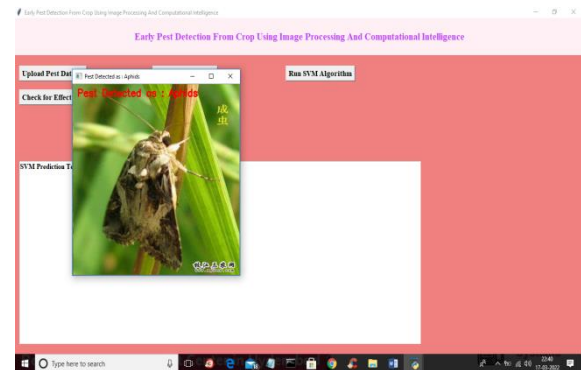 Early Pest Detection From Crop Using Image Processing And Computational Intelligence
Early Pest Detection From Crop Using Image Processing And Computational Intelligence
Upload Pest Dat
Run SVM Algorithm
Check for Effect
Pest Detected as : Aphids
Pest Detected as : Aphids
成
虫
SVM Prediction
Type here to search
22:40
17-03-2022